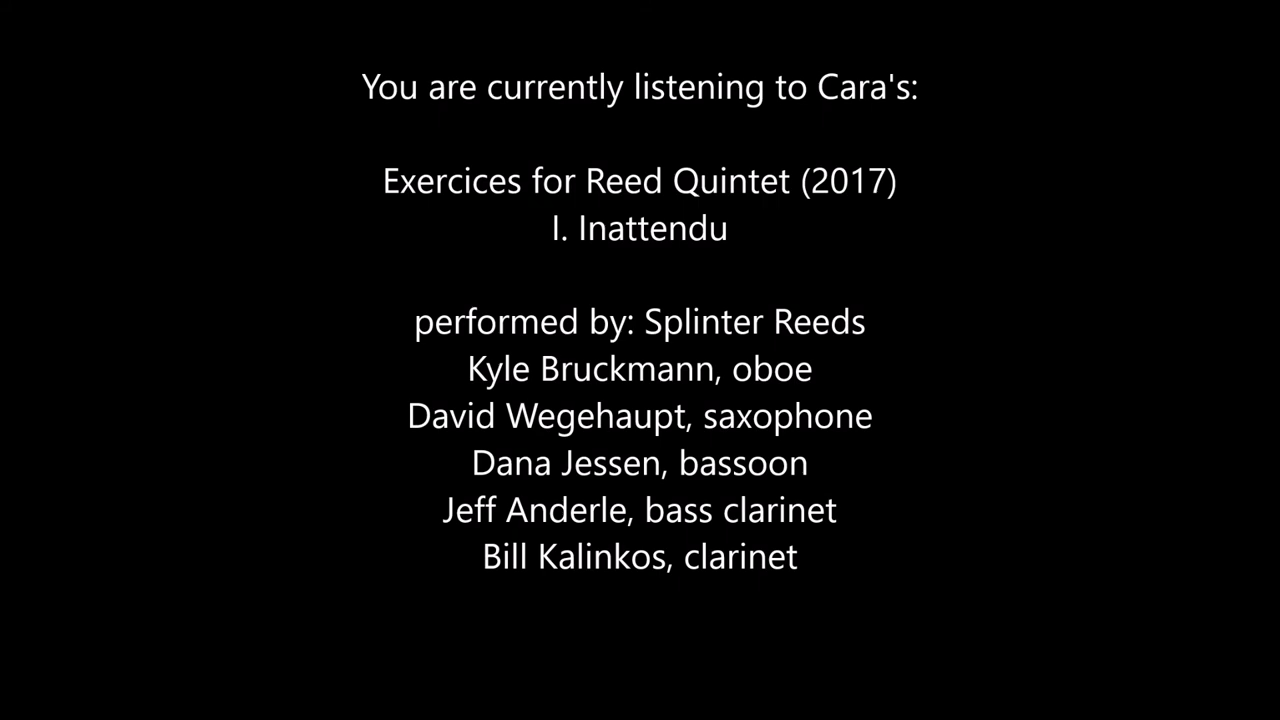 You are currently listening to Cara's:
Exercices for Reed Quintet (2017)
I. Inattendu
performed by: Splinter Reeds
Kyle Bruckmann, oboe
David Wegehaupt, saxophone
Dana Jessen, bassoon
Jeff Anderle, bass clarinet
Bill Kalinkos, clarinet